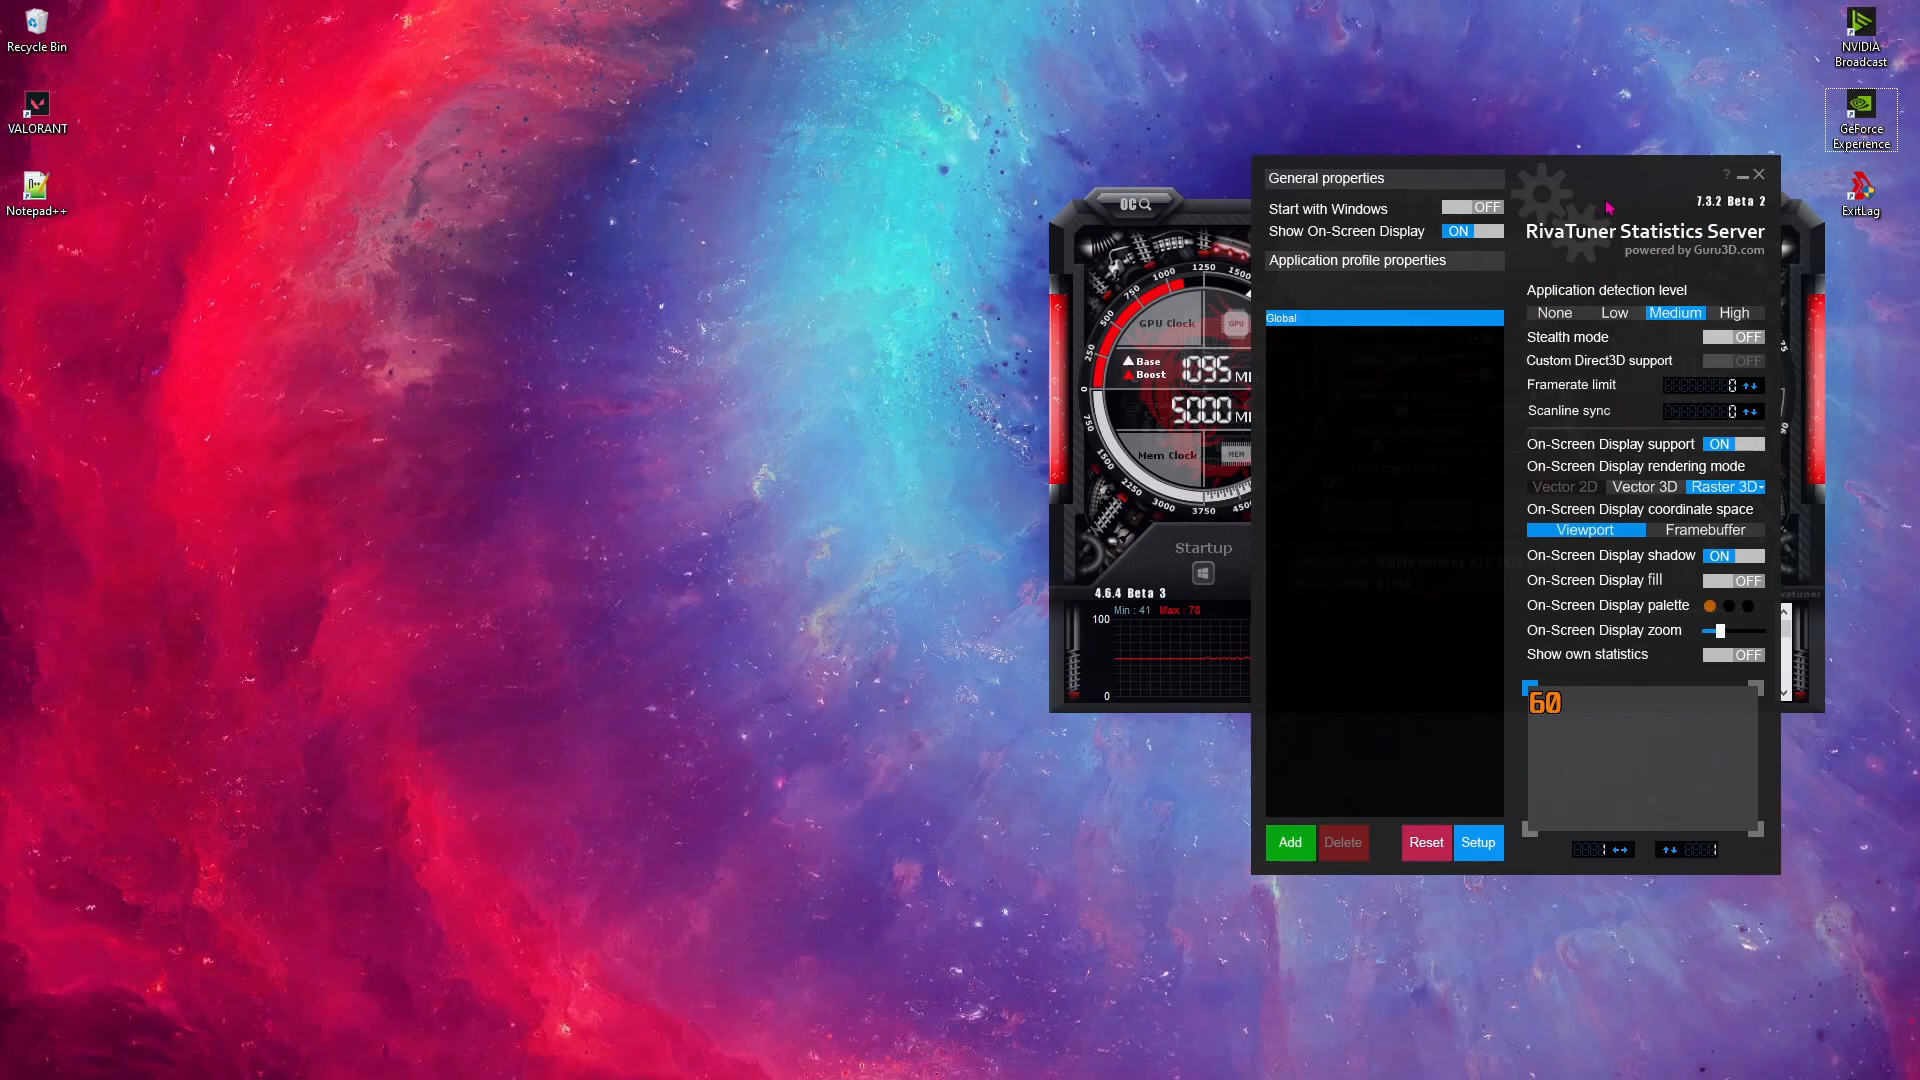 Recycle Bin
VALORANT
Notepad++
NVIDIA
Broadcast
GeForce
Experience
ExitLag
OC
GPU Clock
GPU
0
250
500
750
1000
1250
Base
Boost
1095
5000
Mem Clock
MEM
750
1500
2250
3000
3750
Startup
4.6.4 Beta 3
Min : 41 Max : 78
100
0
General properties
Start with Windows OFF
Show On-Screen Display ON
Application profile properties
Global
Add Delete Reset Setup
? 
7.3.2 Beta 2
RivaTuner Statistics Server
powered by Guru3D.com
Application detection level
None Low Medium High
Stealth mode OFF
Custom Direct3D support OFF
Framerate limit 0
Scanline sync 0
On-Screen Display support ON
On-Screen Display rendering mode
Vector 2D Vector 3D Raster 3D
On-Screen Display coordinate space
Viewport Framebuffer
On-Screen Display shadow ON
On-Screen Display fill OFF
On-Screen Display palette
On-Screen Display zoom
Show own statistics OFF
60
1 1